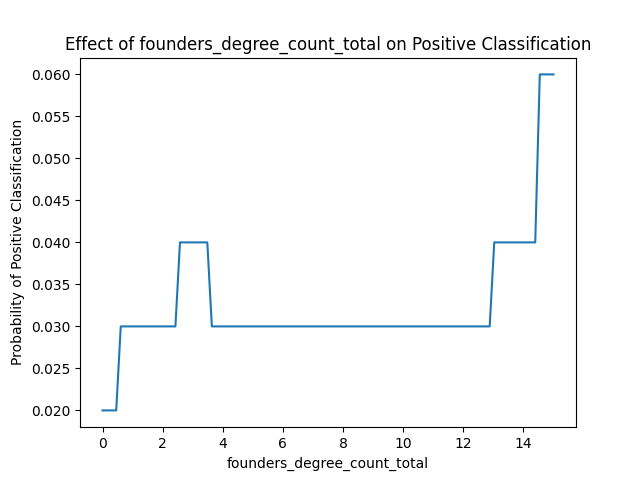 Effect of founders_degree_count_total on Positive Classification
0.060
0.055
0.050
0.045
0.040
0.035
0.030
0.025
0.020
Probability of Positive Classification
0 2 4 6 8 10 12 14
founders_degree_count_total